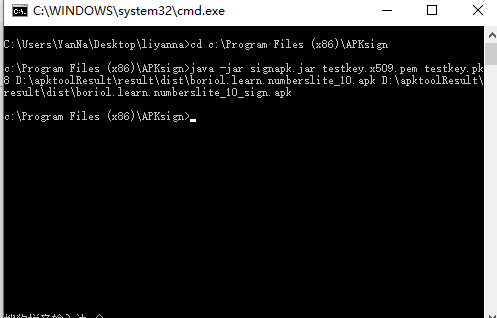 C:\WINDOWS\system32\cmd.exe
C:\Users\YanNa\Desktop\liyanna>cd c:\Program Files (x86)\APKsign
c:\Program Files (x86)\APKsign>java -jar signapk.jar testkey.x509.pem testkey.pk
8 D:\apktoolResult\result\dist\boriol.learn.numberslite_10.apk D:\apktoolResult\
result\dist\boriol.learn.numberslite_10_sign.apk
c:\Program Files (x86)\APKsign>